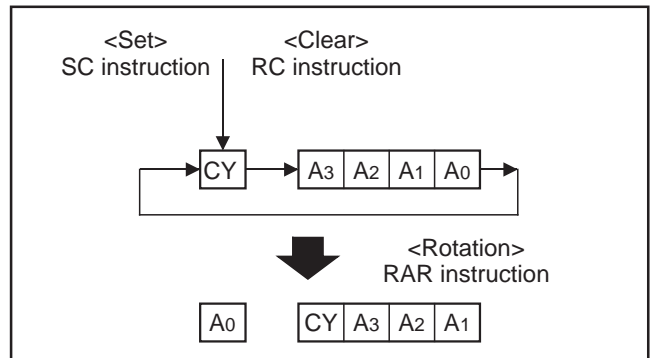 <Set> <Clear>
SC instruction RC instruction
CY A3 A2 A1 A0
<Rotation>
RAR instruction
A0 CY A3 A2 A1